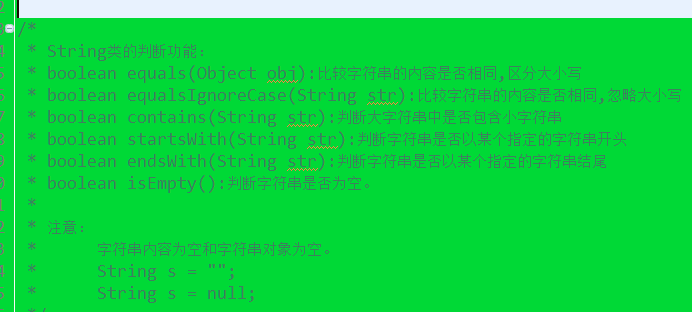 /*
* String类的判断功能:
* boolean equals(Object obj):比较字符串的内容是否相同,区分大小写
* boolean equalsIgnoreCase(String str):比较字符串的内容是否相同,忽略大小写
* boolean contains(String str):判断大字符串中是否包含小字符串
* boolean startsWith(String str):判断字符串是否以某个指定的字符串开头
* boolean endsWith(String str):判断字符串是否以某个指定的字符串结尾
* boolean isEmpty():判断字符串是否为空。
*
* 注意:
* 字符串内容为空和字符串对象为空。
* String s = "";
* String s = null;
*/